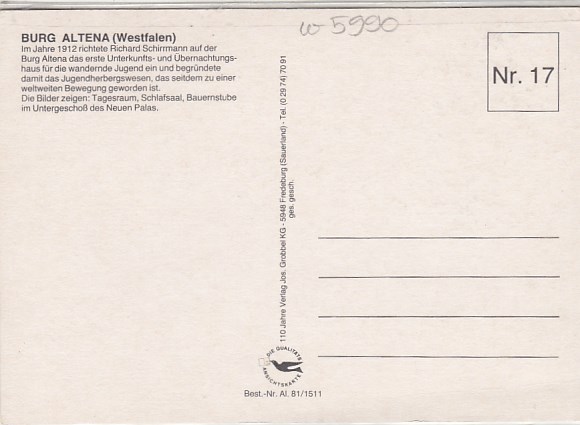 w-5990
BURG ALTENA (Westfalen)
Im Jahre 1912 richtete Richard Schirrmann auf der
Burg Altena das erste Unterkunfts- und Übernachtungs-
haus für die wandernde Jugend ein und begründete
damit das Jugendherbergswesen, das seitdem zu einer
weltweiten Bewegung geworden ist.
Die Bilder zeigen: Tagesraum, Schlafsaal, Bauernstube
im Untergeschoß des Neuen Palas.
Nr. 17
110 Jahre Verlag Jos. Grobbel KG - 5948 Fredeburg (Sauerland) - Tel. (0 29 74) 70 91
ges. gesch.
DIE QUALITÄTS
ANSICHTSKARTE
Best.-Nr. Al. 81/1511